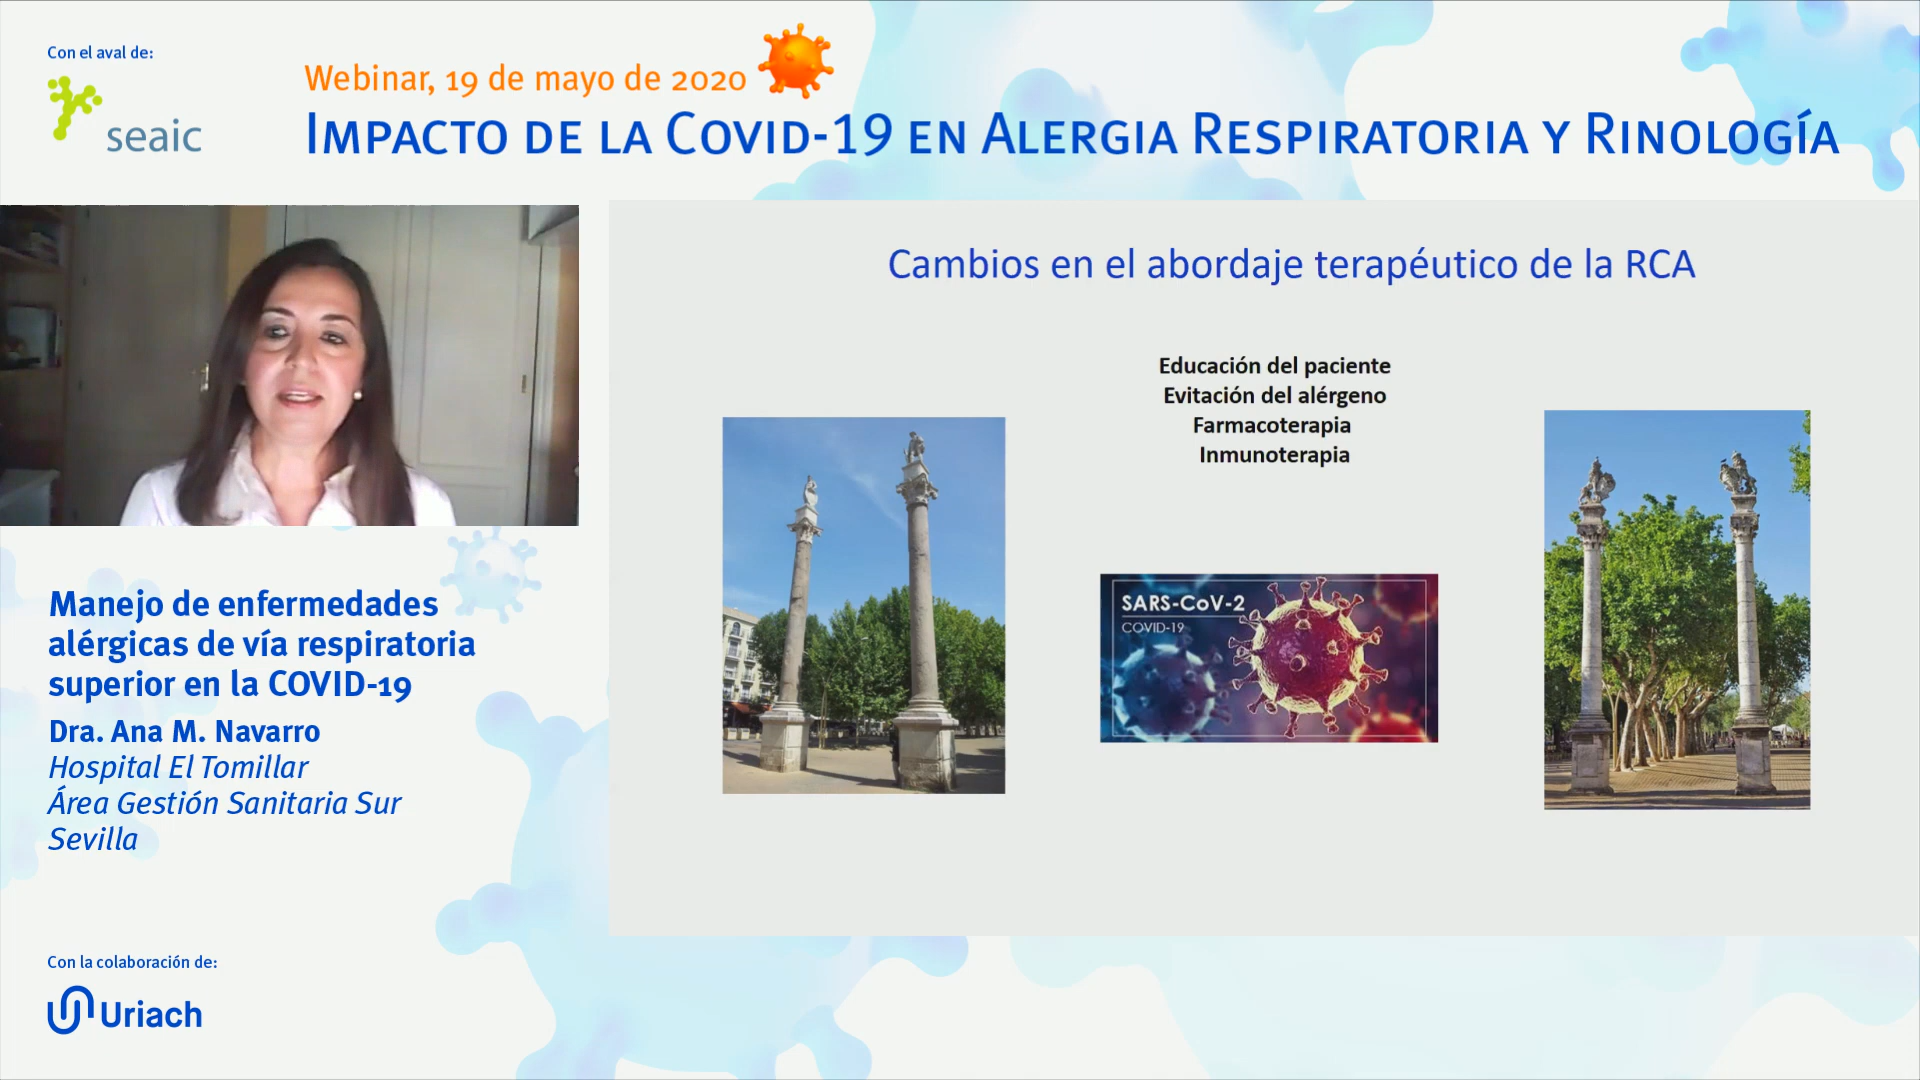 Con el aval de:
seaic
Webinar, 19 de mayo de 2020
IMPACTO DE LA COVID-19 EN ALERGIA RESPIRATORIA Y RINOLOGÍA
Cambios en el abordaje terapéutico de la RCA
Educación del paciente
Evitación del alérgeno
Farmacoterapia
Inmunoterapia
SARS-CoV-2
COVID-19
Manejo de enfermedades
alérgicas de vía respiratoria
superior en la COVID-19
Dra. Ana M. Navarro
Hospital El Tomillar
Área Gestión Sanitaria Sur
Sevilla
Con la colaboración de:
Uriach